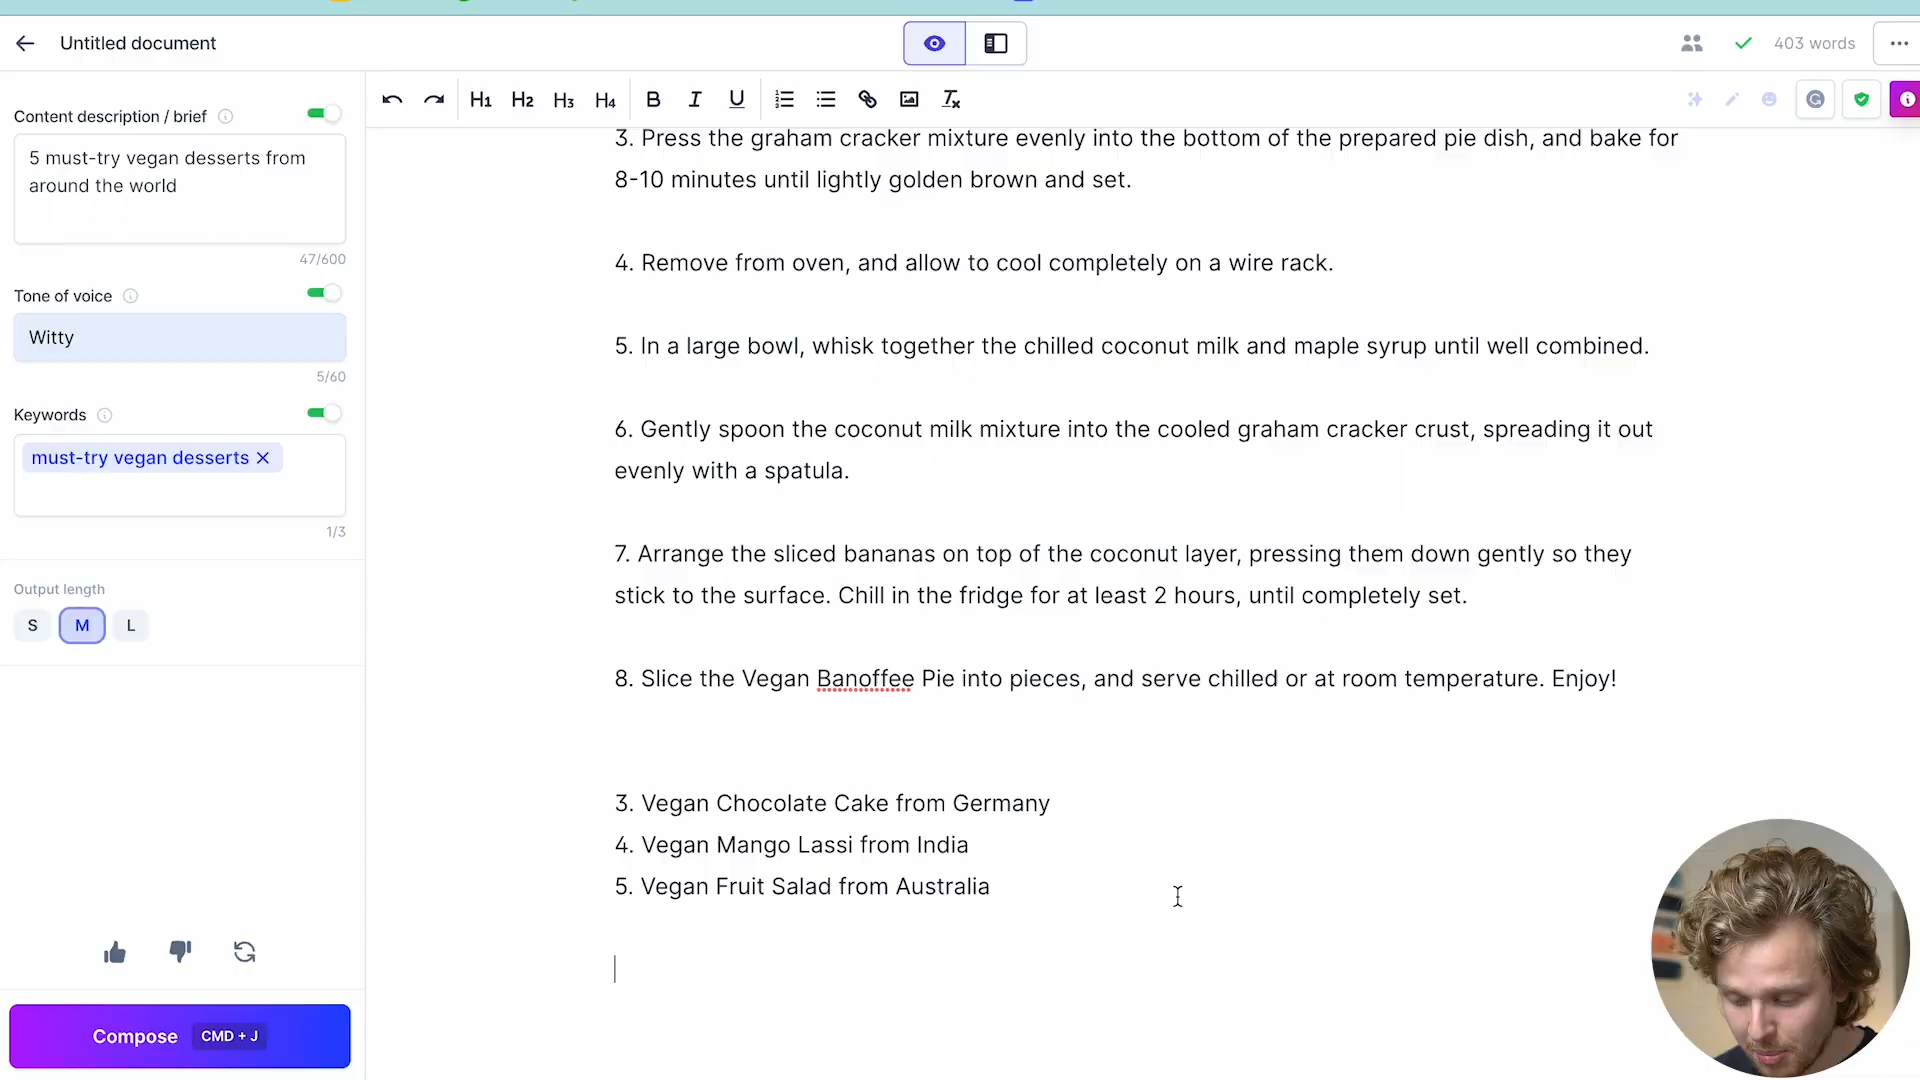 Untitled document
403 words
Content description / brief
5 must-try vegan desserts from
around the world
47/600
Tone of voice
Witty
5/60
Keywords
must-try vegan desserts
1/3
Output length
S M L
Compose CMD + J
H1 H2 H3 H4 B I U
3. Press the graham cracker mixture evenly into the bottom of the prepared pie dish, and bake for
8-10 minutes until lightly golden brown and set.
4. Remove from oven, and allow to cool completely on a wire rack.
5. In a large bowl, whisk together the chilled coconut milk and maple syrup until well combined.
6. Gently spoon the coconut milk mixture into the cooled graham cracker crust, spreading it out
evenly with a spatula.
7. Arrange the sliced bananas on top of the coconut layer, pressing them down gently so they
stick to the surface. Chill in the fridge for at least 2 hours, until completely set.
8. Slice the Vegan Banoffee Pie into pieces, and serve chilled or at room temperature. Enjoy!
3. Vegan Chocolate Cake from Germany
4. Vegan Mango Lassi from India
5. Vegan Fruit Salad from Australia